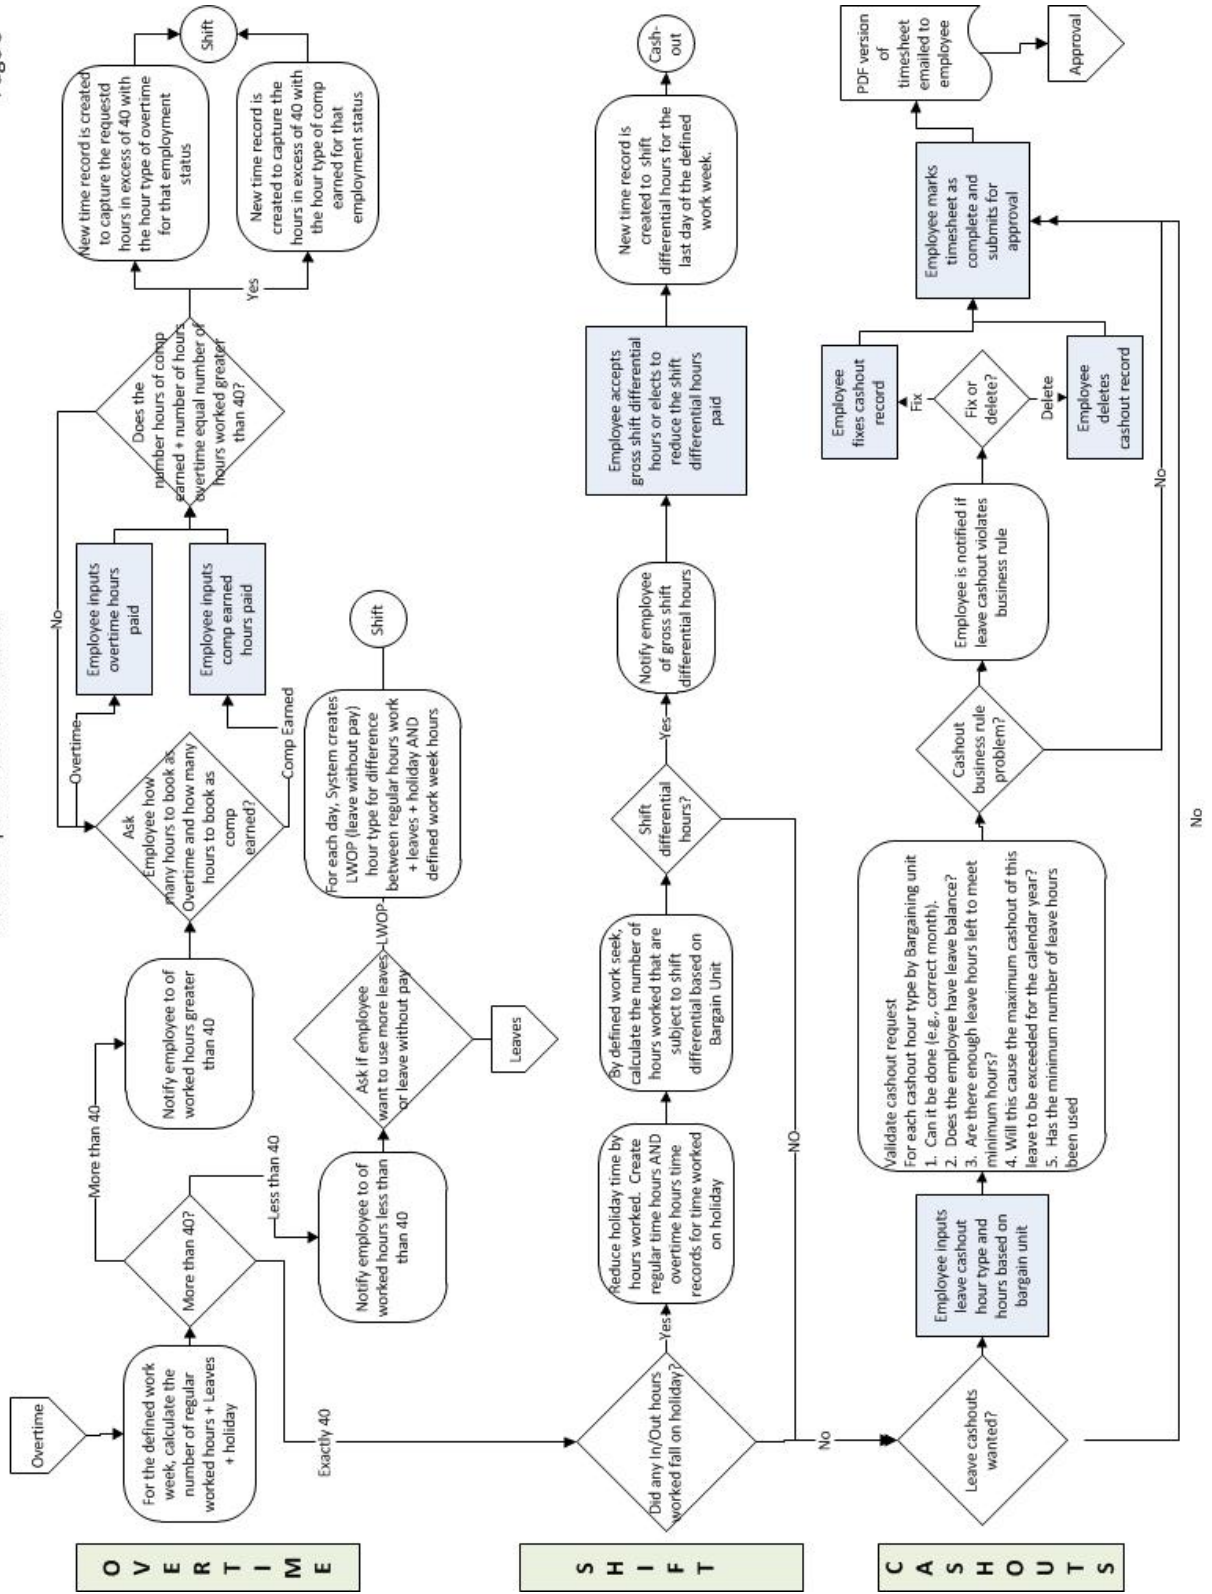 OVERTIME
Overtime
For the defined work
week, calculate the
number of regular
worked hours + Leaves
+ holiday
More than 40?
More than 40
Less than 40
Exactly 40
Notify employee to of
worked hours greater
than 40
Notify employee to of
worked hours less than
than 40
Ask
Employee how
many hours to book as
Overtime and how many
hours to book as
comp
earned?
Overtime
Comp Earned
Ask if employee
want to use more leaves
or leave without pay
LWOP
Leaves
For each day, System creates
LWOP (leave without pay)
hour type for difference
between regular hours work
+ leaves + holiday AND
defined work week hours
Shift
Employee inputs
overtime hours
paid
Employee inputs
comp earned
hours paid
No
Does the
number hours of comp
earned + number of hours
overtime equal number of
hours worked greater
than 40?
Yes
New time record is created
to capture the requestd
hours in excess of 40 with
the hour type of overtime
for that employment
status
New time record is
created to capture the
hours in excess of 40 with
the hour type of comp
earned for that
employment status
Shift
SHIFT
Did any In/Out hours
worked fall on holiday?
Yes
No
Reduce holiday time by
hours worked. Create
regular time hours AND
overtime hours time
records for time worked
on holiday
By defined work seek,
calculate the number of
hours worked that are
subject to shift
differential based on
Bargain Unit
Shift
differential
hours?
Yes
NO
Notify employee
of gross shift
differential hours
Employee accepts
gross shift differential
hours or elects to
reduce the shift
differential hours
paid
New time record is
created to shift
differential hours for the
last day of the defined
work week.
Cash-
out
CASHOUTS
Leave cashouts
wanted?
No
Employee inputs
leave cashout
hour type and
hours based on
bargain unit
Validate cashout request
For each cashout hour type by Bargaining unit
1. Can it be done (e.g., correct month).
2. Does the employee have leave balance?
3. Are there enough leave hours left to meet
minimum hours?
4. Will this cause the maximum cashout of this
leave to be exceeded for the calendar year?
5. Has the minimum number of leave hours
been used
Cashout
business rule
problem?
No
Employee is notified if
leave cashout violates
business rule
Fix or
delete?
Fix
Delete
Employee
fixes cashout
record
Employee
deletes
cashout record
Employee marks
timesheet as
complete and
submits for
approval
PDF version
of
timesheet
emailed to
employee
Approval